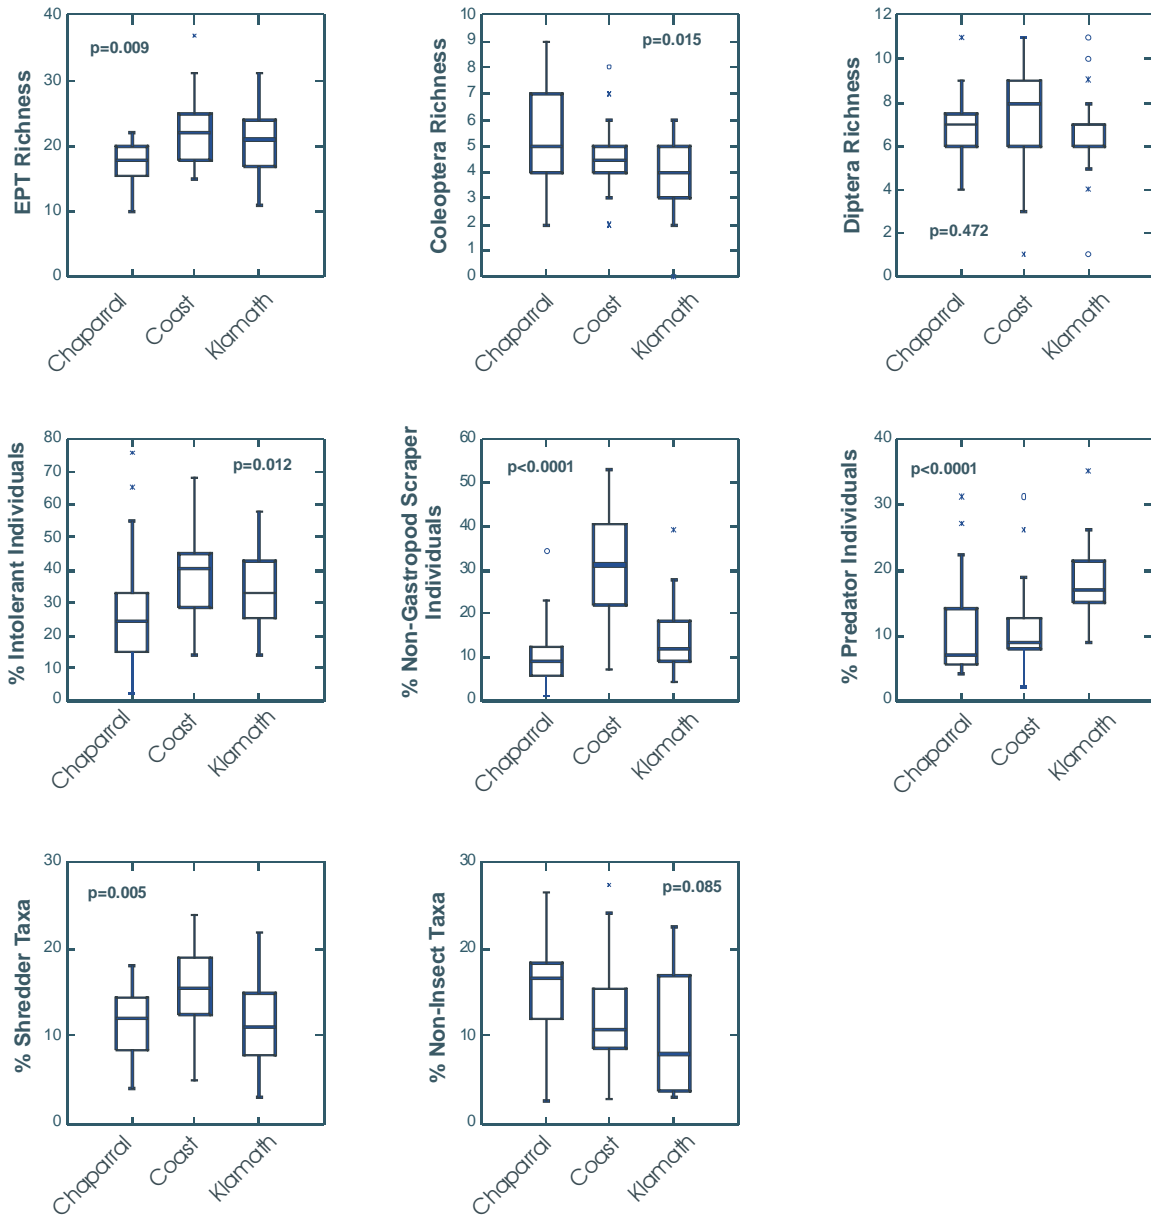 EPT Richness
40
30
20
10
0
p=0.009
Chaparral
Coast
Klamath
Coleoptera Richness
10
9
8
7
6
5
4
3
2
1
0
p=0.015
Chaparral
Coast
Klamath
Diptera Richness
12
10
8
6
4
2
0
p=0.472
Chaparral
Coast
Klamath
% Intolerant Individuals
80
70
60
50
40
30
20
10
0
p=0.012
Chaparral
Coast
Klamath
% Non-Gastropod Scraper
Individuals
60
50
40
30
20
10
0
p<0.0001
Chaparral
Coast
Klamath
% Predator Individuals
40
30
20
10
0
p<0.0001
Chaparral
Coast
Klamath
% Shredder Taxa
30
20
10
0
p=0.005
Chaparral
Coast
Klamath
% Non-Insect Taxa
30
20
10
0
p=0.085
Chaparral
Coast
Klamath